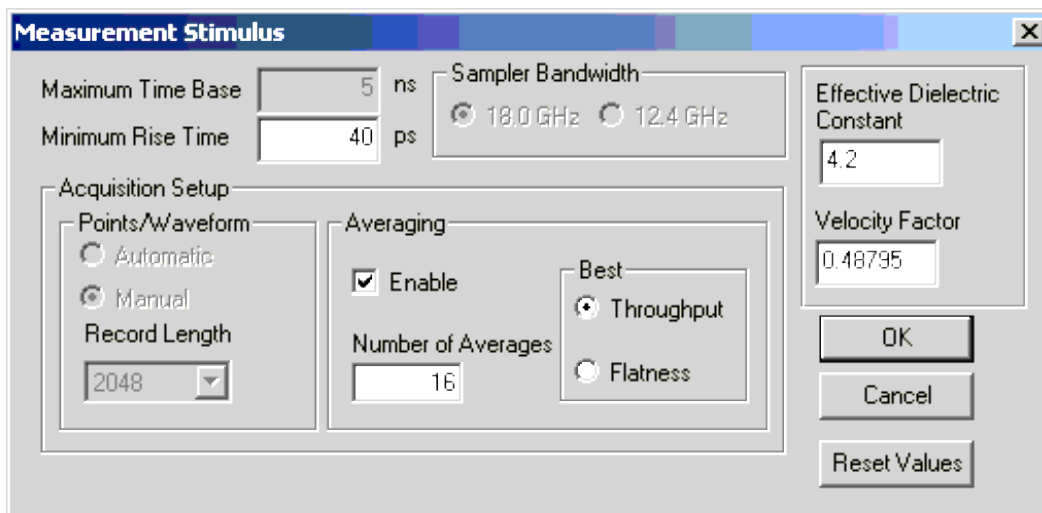 Measurement Stimulus
Maximum Time Base 5 ns
Minimum Rise Time 40 ps
Sampler Bandwidth
18.0 GHz 12.4 GHz
Effective Dielectric
Constant
4.2
Velocity Factor
0.48795
Acquisition Setup
Points/Waveform
Automatic
Manual
Record Length
2048
Averaging
Enable
Number of Averages
16
Best
Throughput
Flatness
OK
Cancel
Reset Values